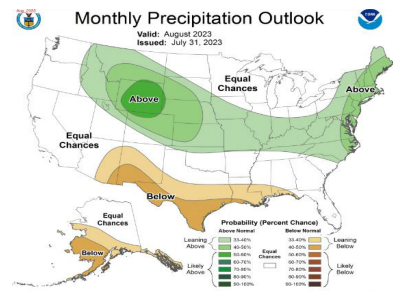 Monthly Precipitation Outlook
Valid: August 2023
Issued: July 31, 2023
Equal
Chances
Above
Above
Equal
Chances
Below
Equal
Chances
Below
Probability (Percent Chance)
Above Normal
Below Normal
Leaning
Above
33-40%
40-50%
50-60%
60-70%
70-80%
80-90%
90-100%
Likely
Above
Equal
Chances
33-40%
40-50%
50-60%
60-70%
70-80%
80-90%
90-100%
Leaning
Below
Likely
Below